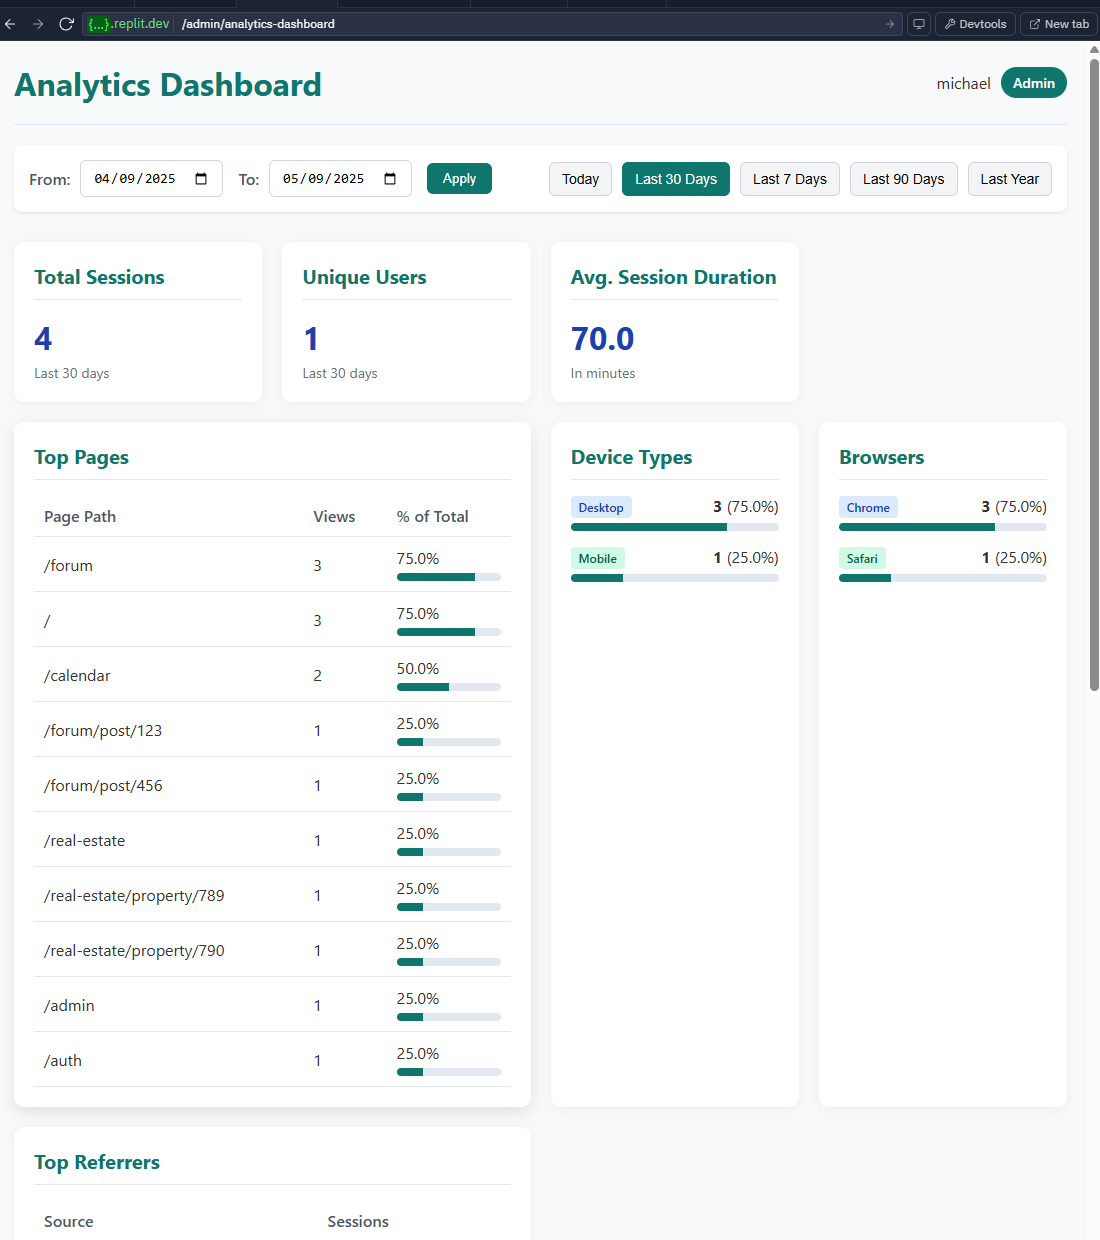 {...}.replit.dev /admin/analytics-dashboard Devtools New tab
Analytics Dashboard
michael Admin
From: 04/09/2025 To: 05/09/2025 Apply Today Last 30 Days Last 7 Days Last 90 Days Last Year
Total Sessions
4
Last 30 days
Unique Users
1
Last 30 days
Avg. Session Duration
70.0
In minutes
Top Pages
Page Path Views % of Total
/forum 3 75.0%
/ 3 75.0%
/calendar 2 50.0%
/forum/post/123 1 25.0%
/forum/post/456 1 25.0%
/real-estate 1 25.0%
/real-estate/property/789 1 25.0%
/real-estate/property/790 1 25.0%
/admin 1 25.0%
/auth 1 25.0%
Device Types
Desktop 3 (75.0%)
Mobile 1 (25.0%)
Browsers
Chrome 3 (75.0%)
Safari 1 (25.0%)
Top Referrers
Source Sessions